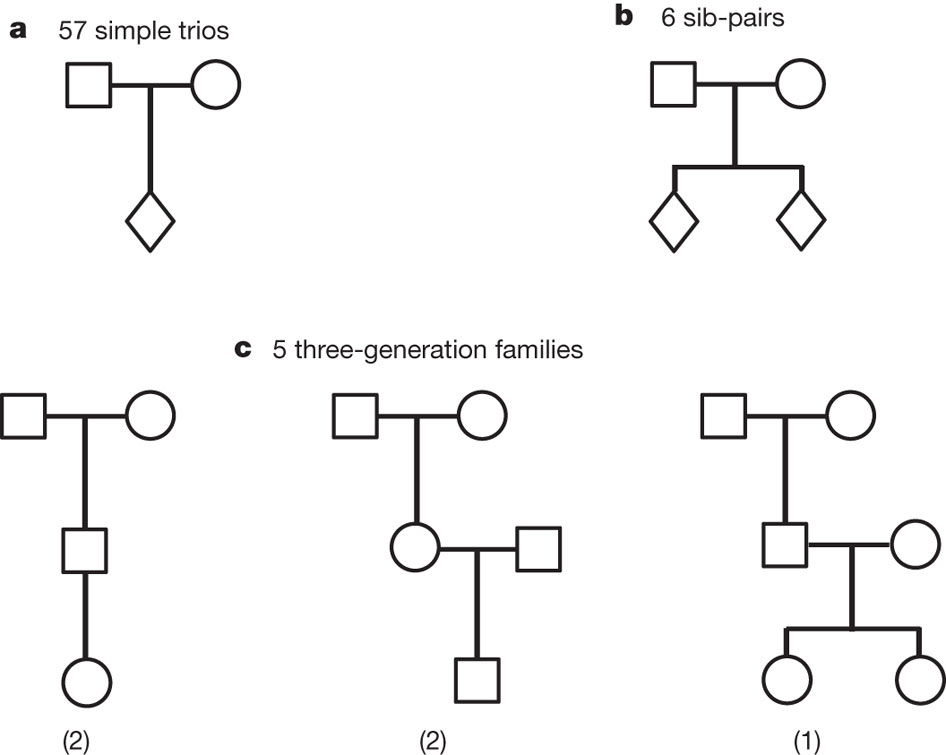 a 57 simple trios
b 6 sib-pairs
c 5 three-generation families
(2)
(2)
(1)